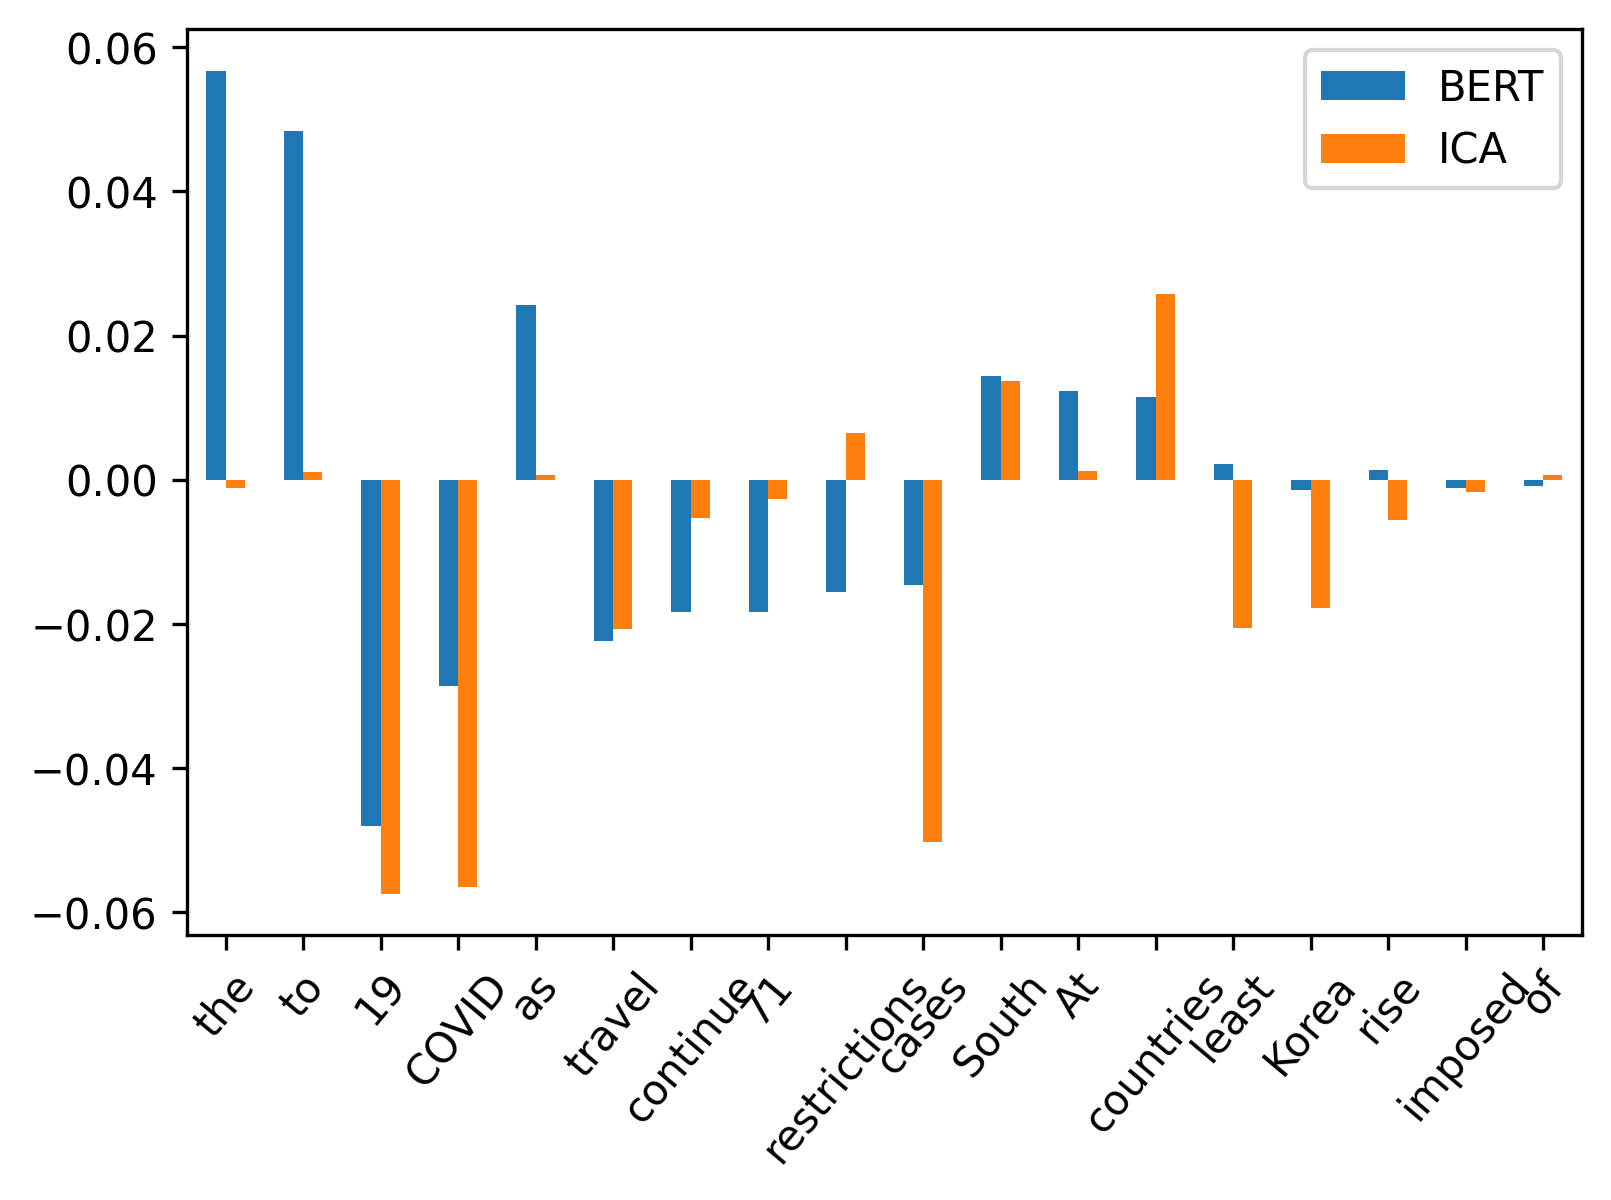 0.06
0.04
0.02
0.00
−0.02
−0.04
−0.06
BERT
ICA
the
to
19
COVID
as
travel
continue
71
restrictions
cases
South
At
countries
least
Korea
rise
imposed
of